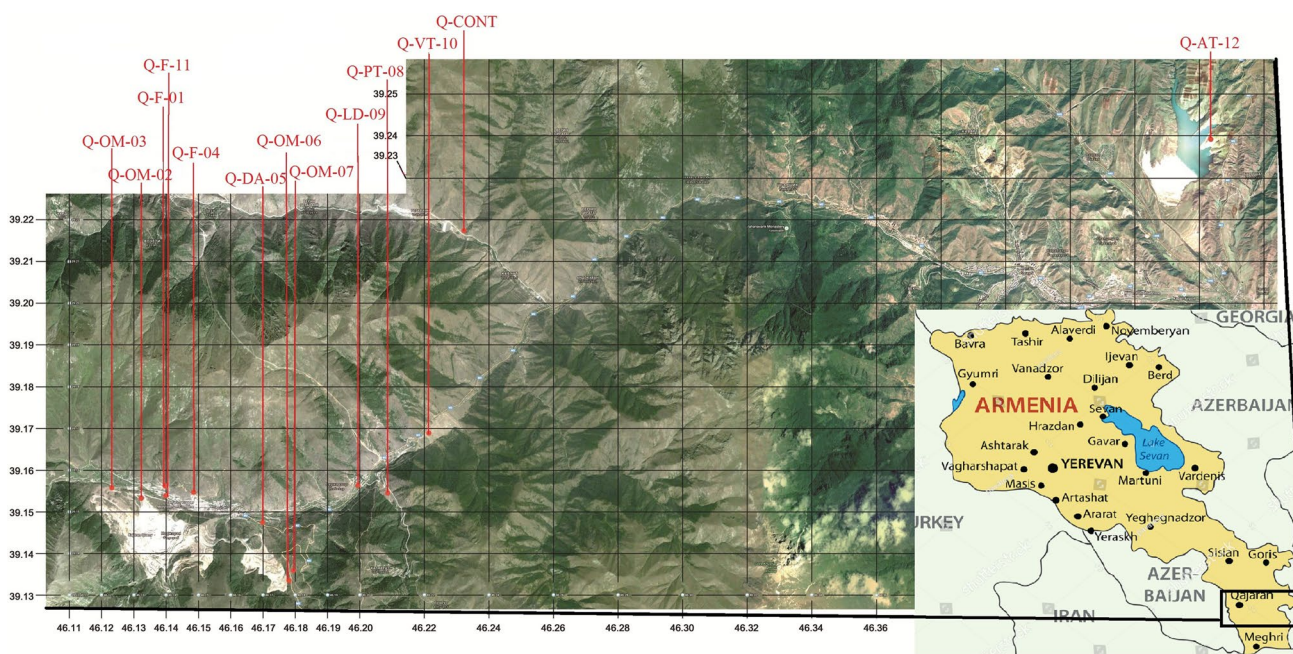 Q-CONT
Q-VT-10
Q-AT-12
Q-F-11
Q-PT-08
Q-F-01
Q-LD-09
Q-OM-03
Q-OM-06
Q-F-04
Q-OM-07
Q-OM-02
Q-DA-05
39.25
39.24
39.23
39.22
39.21
39.20
39.19
39.18
39.17
39.16
39.15
39.14
39.13
46.11
46.12
46.13
46.14
46.16
46.17
46.18
46.19
46.20
46.22
46.24
46.26
46.28
46.30
46.32
46.34
46.36
GEORGIA
Noyemberyan
Alaverdi
Tashir
Bavra
Ijevan
Vanadzor
Berd
Gyumri
Dilijan
ARMENIA
Sevan
AZERBAIJAN
Hrazdan
Gavar
Lake
Sevan
Ashtarak
YEREVAN
Vagharshapat
Vardenis
Martuni
Masis
Artashat
Ararat
Yeghegnadzor
URKEY
Yeraskh
Sisian
Goris
AZER-
BAIJAN
Qajaran
IRAN
Meghri